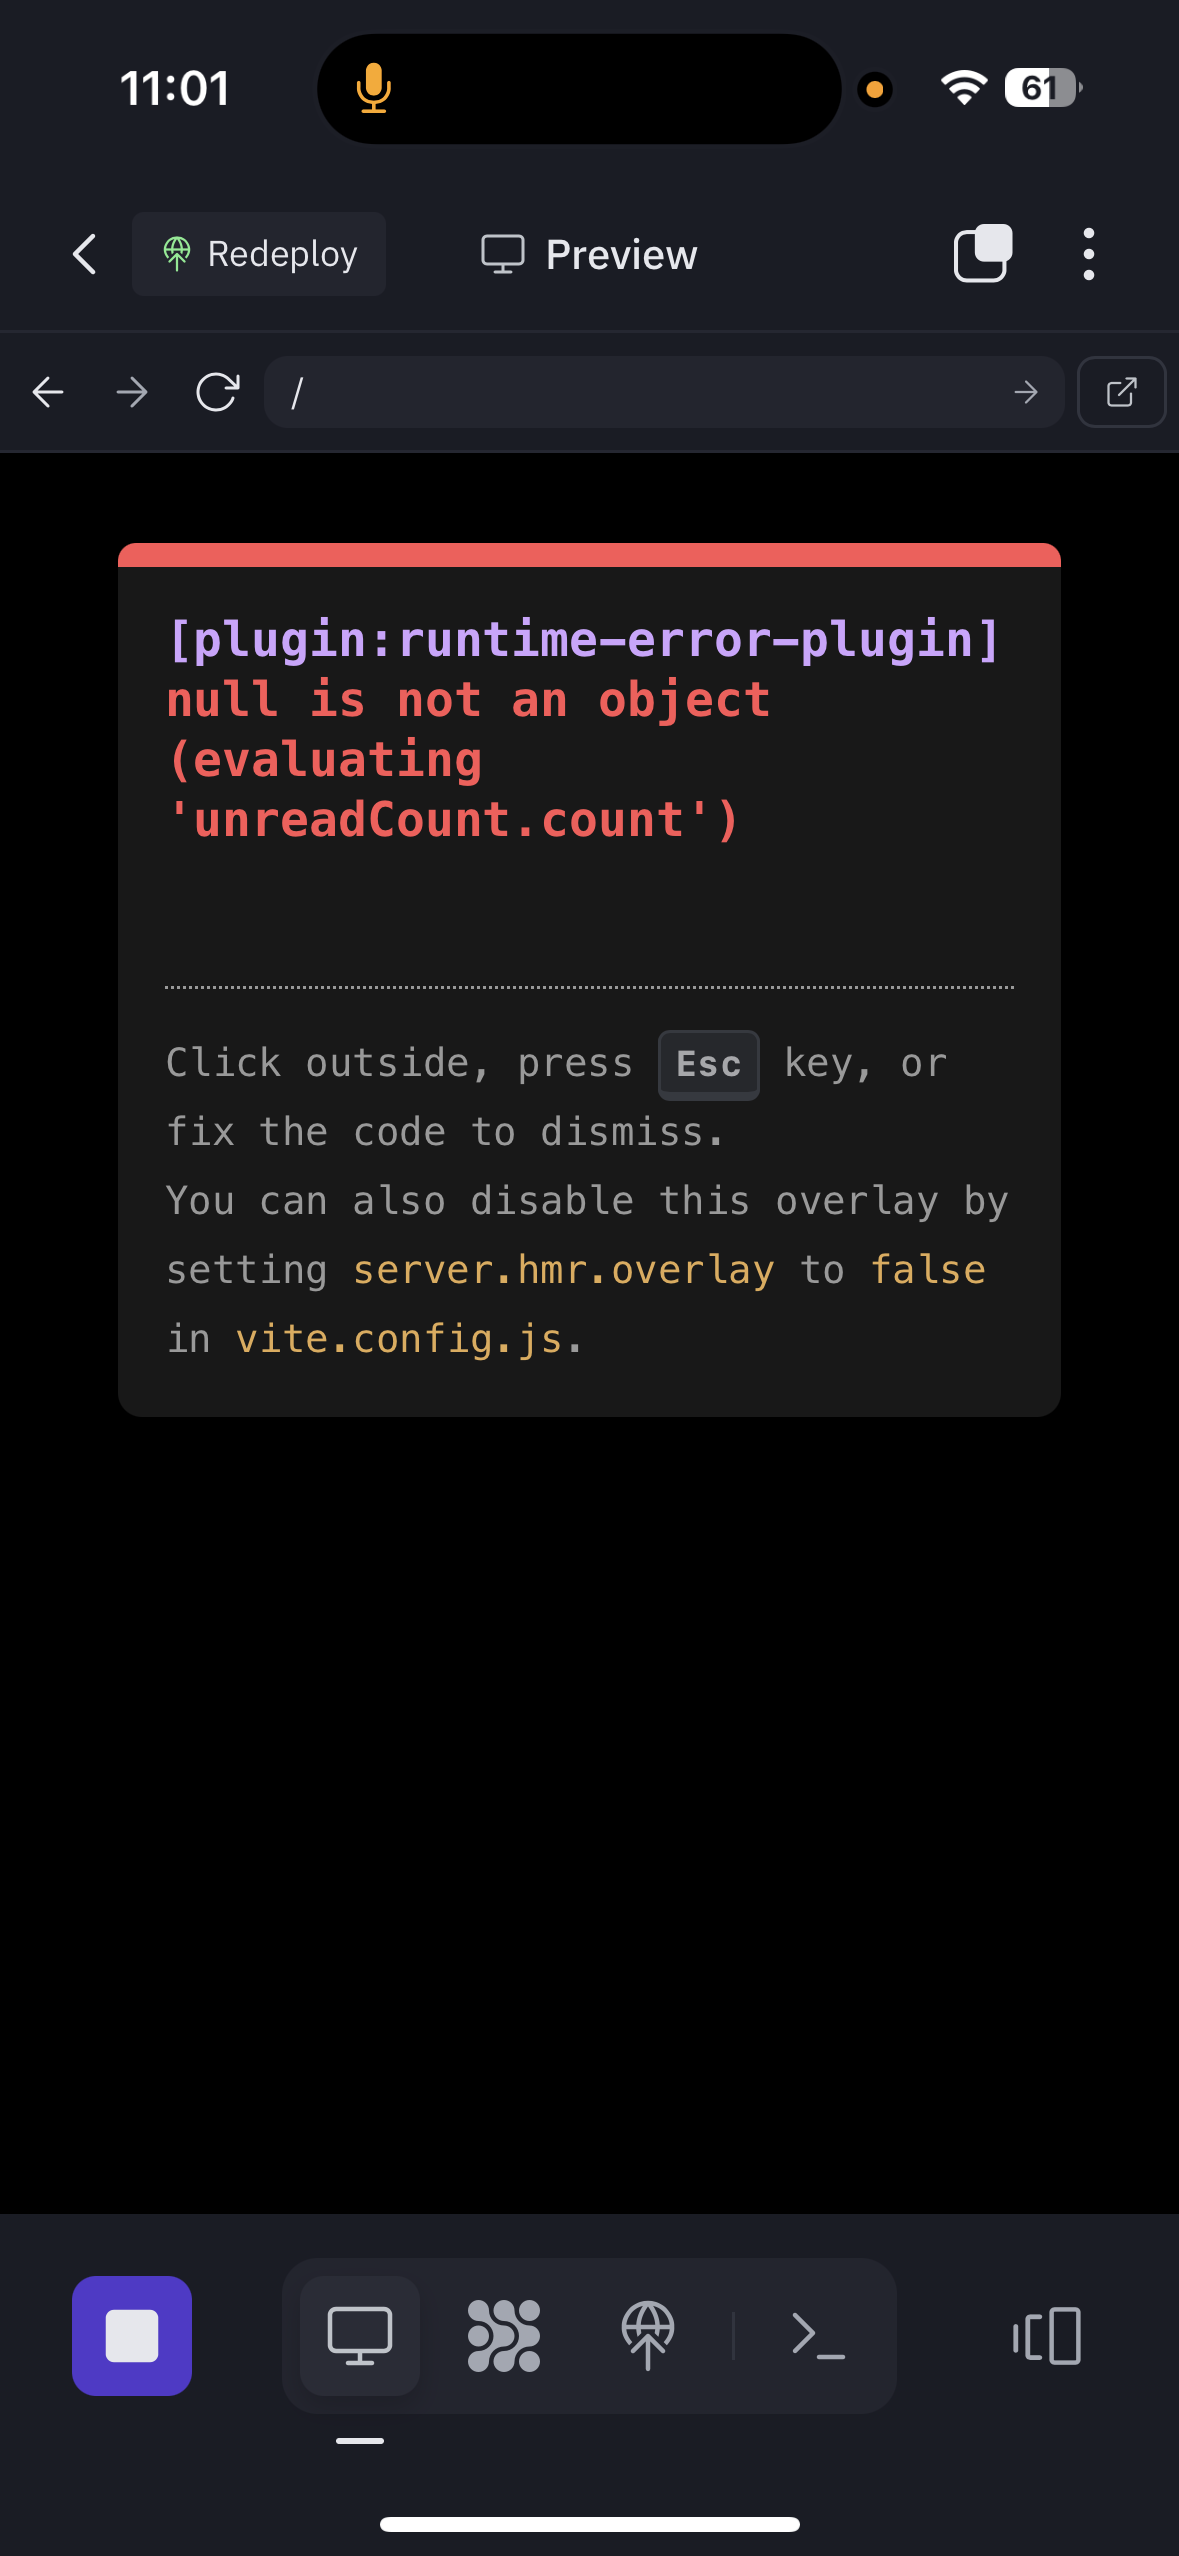 11:01
61
Redeploy
Preview
/
[plugin:runtime-error-plugin]
null is not an object
(evaluating
'unreadCount.count')
Click outside, press Esc key, or
fix the code to dismiss.
You can also disable this overlay by
setting server.hmr.overlay to false
in vite.config.js.